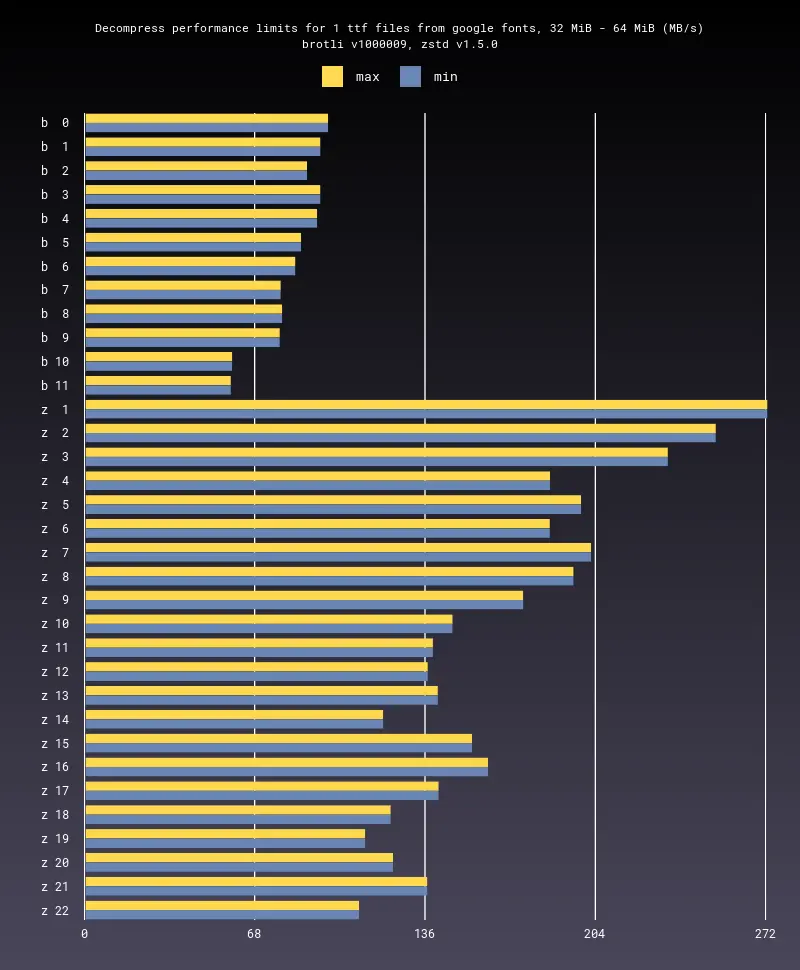 Decompress performance limits for 1 ttf files from google fonts, 32 MiB - 64 MiB (MB/s)
brotli v1000009, zstd v1.5.0
max min
b 0
b 1
b 2
b 3
b 4
b 5
b 6
b 7
b 8
b 9
b 10
b 11
z 1
z 2
z 3
z 4
z 5
z 6
z 7
z 8
z 9
z 10
z 11
z 12
z 13
z 14
z 15
z 16
z 17
z 18
z 19
z 20
z 21
z 22
0 68 136 204 272